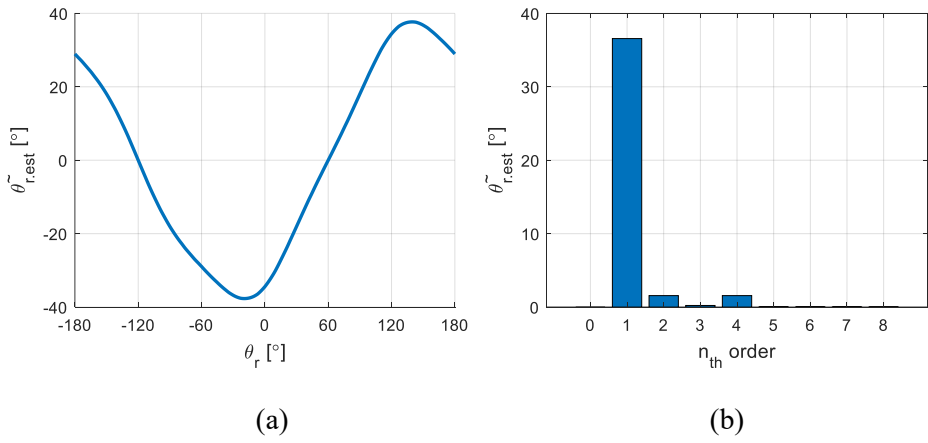 40
20
0
-20
-40
-180 -120 -60 0 60 120 180
θ̃r.est [°]
θr [°]
(a)
40
30
20
10
0
0 1 2 3 4 5 6 7 8
θ̃r.est [°]
nth order
(b)